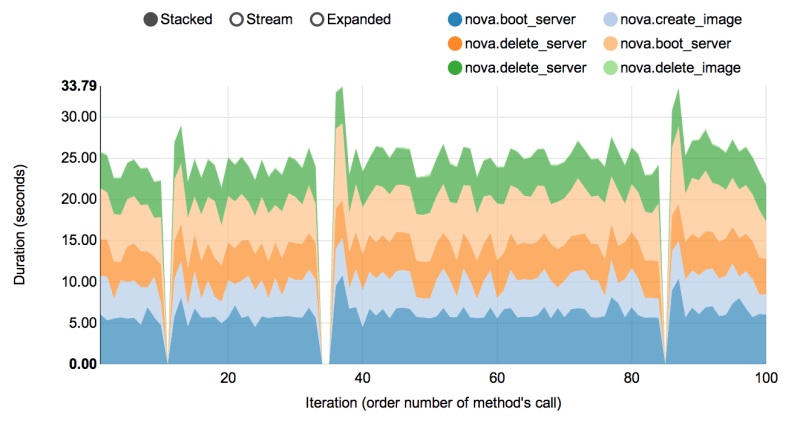 Stacked Stream Expanded nova.boot_server nova.create_image
nova.delete_server nova.boot_server
nova.delete_server nova.delete_image
33.79
30.00
25.00
20.00
15.00
10.00
5.00
0.00
Duration (seconds)
20 40 60 80 100
Iteration (order number of method's call)